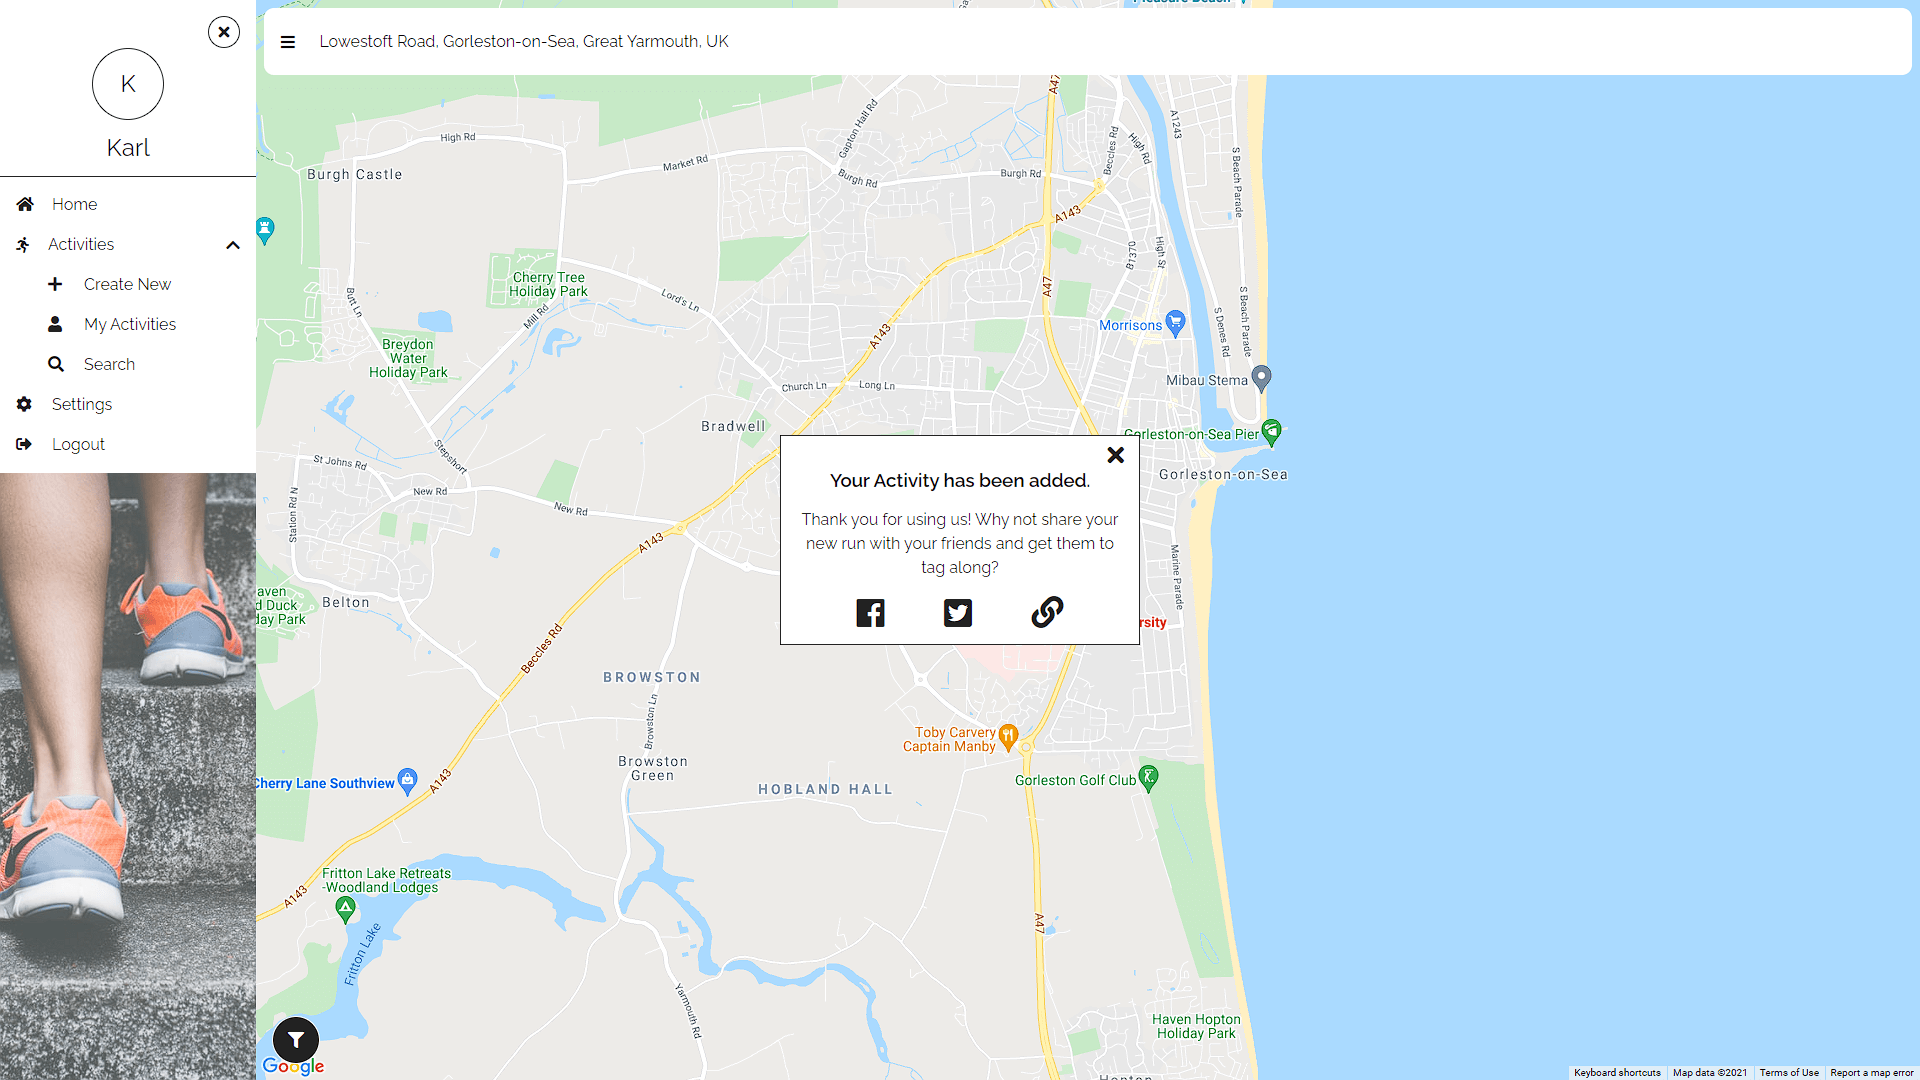 K
Karl
Home
Activities
Create New
My Activities
Search
Settings
Logout
Lowestoft Road, Gorleston-on-Sea, Great Yarmouth, UK
A47
A1243
Gapton Hall Rd
Beccles Rd
High Rd
High Rd
Market Rd
Burgh Castle
Burgh Rd
Burgh Rd
S Beach Parade
A143
B1370
High St
Cherry Tree
Holiday Park
A47
Butt Ln
Lord's Ln
Mill Rd
S Beach Parade
S Denes Rd
Morrisons
A143
Breydon
Water
Holiday Park
Church Ln
Long Ln
Mibau Stema
Bradwell
Gorleston-on-Sea Pier
Stepshort
St Johns Rd
Gorleston-on-Sea
New Rd
New Rd
Station Rd N
A143
Your Activity has been added.
Thank you for using us! Why not share your
new run with your friends and get them to
tag along?
Marine Parade
aven
d Duck
day Park
Belton
rsity
Beccles Rd
BROWSTON
Browston Ln
Toby Carvery
Captain Manby
Browston
Green
Cherry Lane Southview
A143
HOBLAND HALL
Gorleston Golf Club
Fritton Lake Retreats
-Woodland Lodges
A143
A47
Fritton Lake
Yarmouth Rd
Haven Hopton
Holiday Park
Google
Keyboard shortcuts
Map data ©2021
Terms of Use
Report a map error